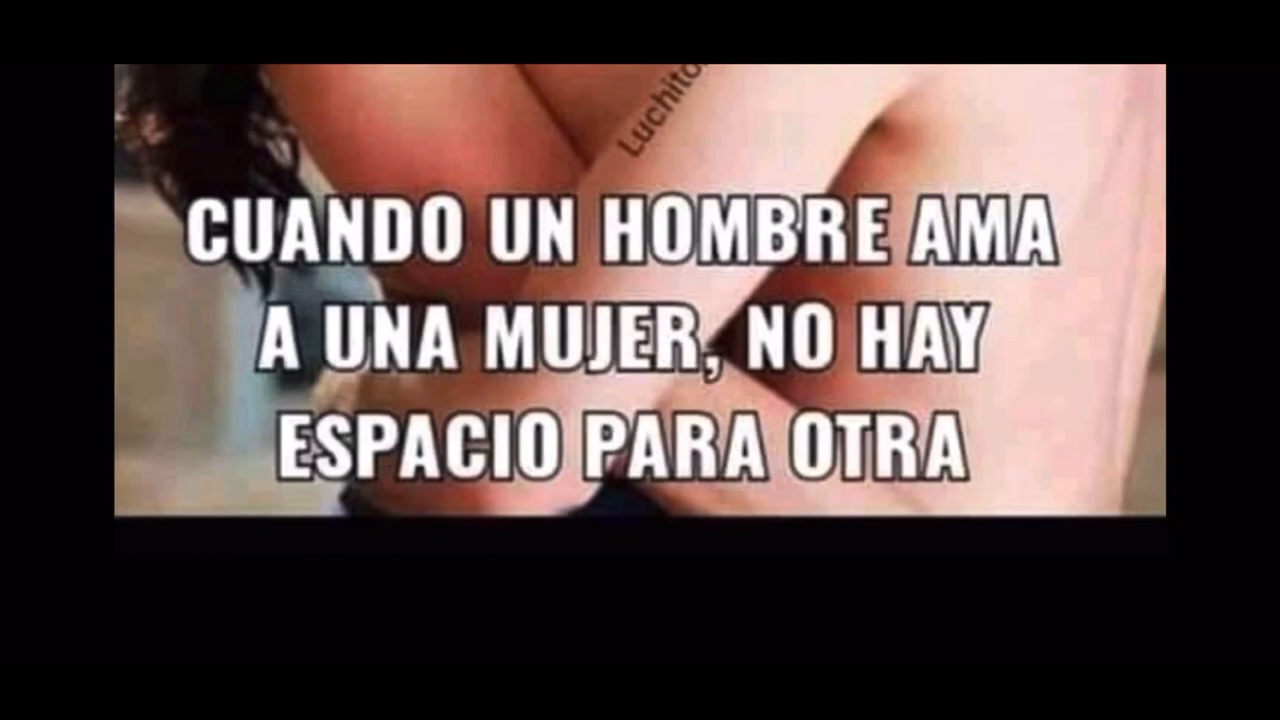 Luchito
CUANDO UN HOMBRE AMA
A UNA MUJER, NO HAY
ESPACIO PARA OTRA